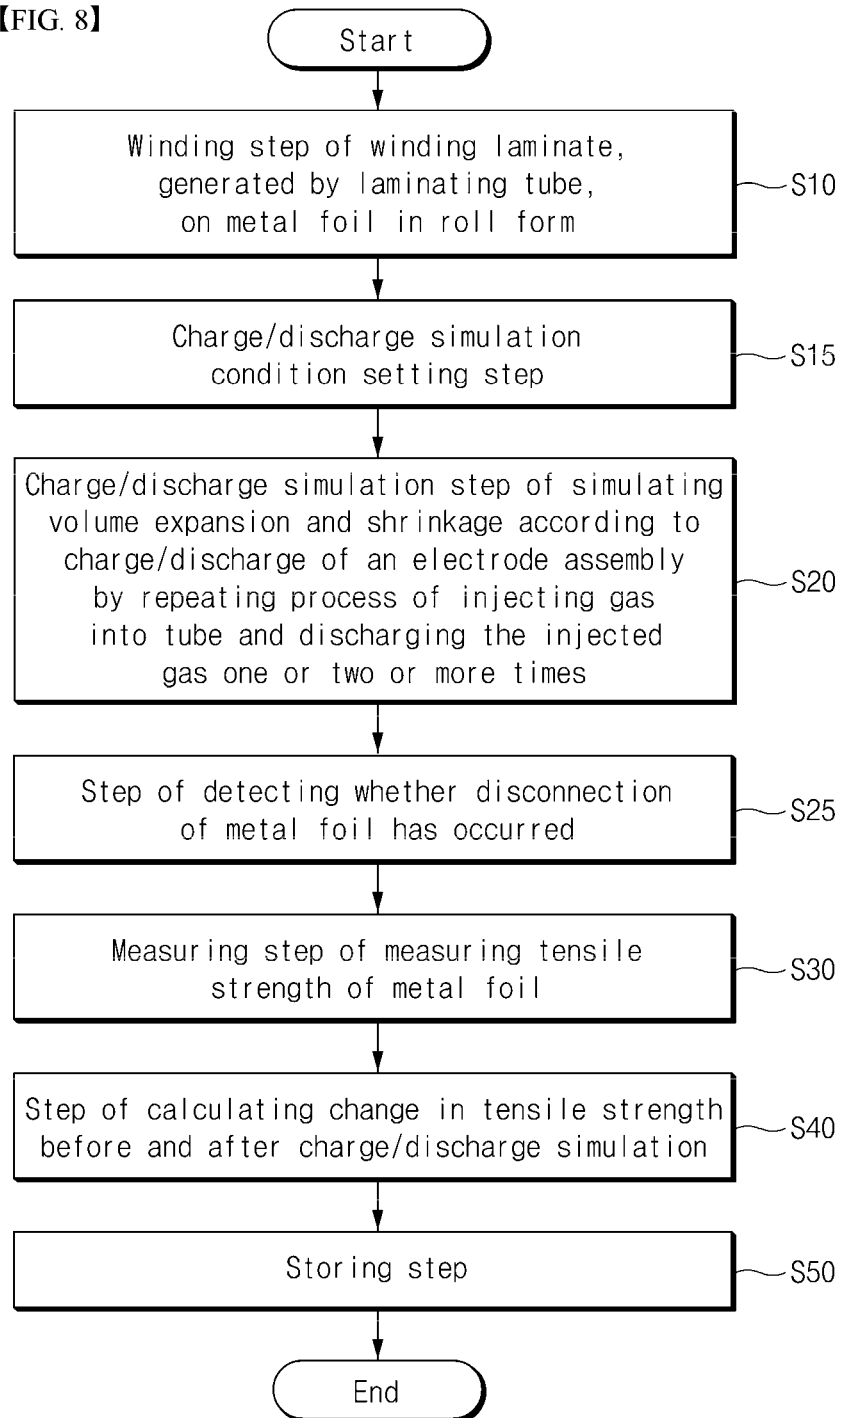 【FIG. 8】
Start
Winding step of winding laminate,
generated by laminating tube,
on metal foil in roll form
S10
Charge/discharge simulation
condition setting step
S15
Charge/discharge simulation step of simulating
volume expansion and shrinkage according to
charge/discharge of an electrode assembly
by repeating process of injecting gas
into tube and discharging the injected
gas one or two or more times
S20
Step of detecting whether disconnection
of metal foil has occurred
S25
Measuring step of measuring tensile
strength of metal foil
S30
Step of calculating change in tensile strength
before and after charge/discharge simulation
S40
Storing step
S50
End